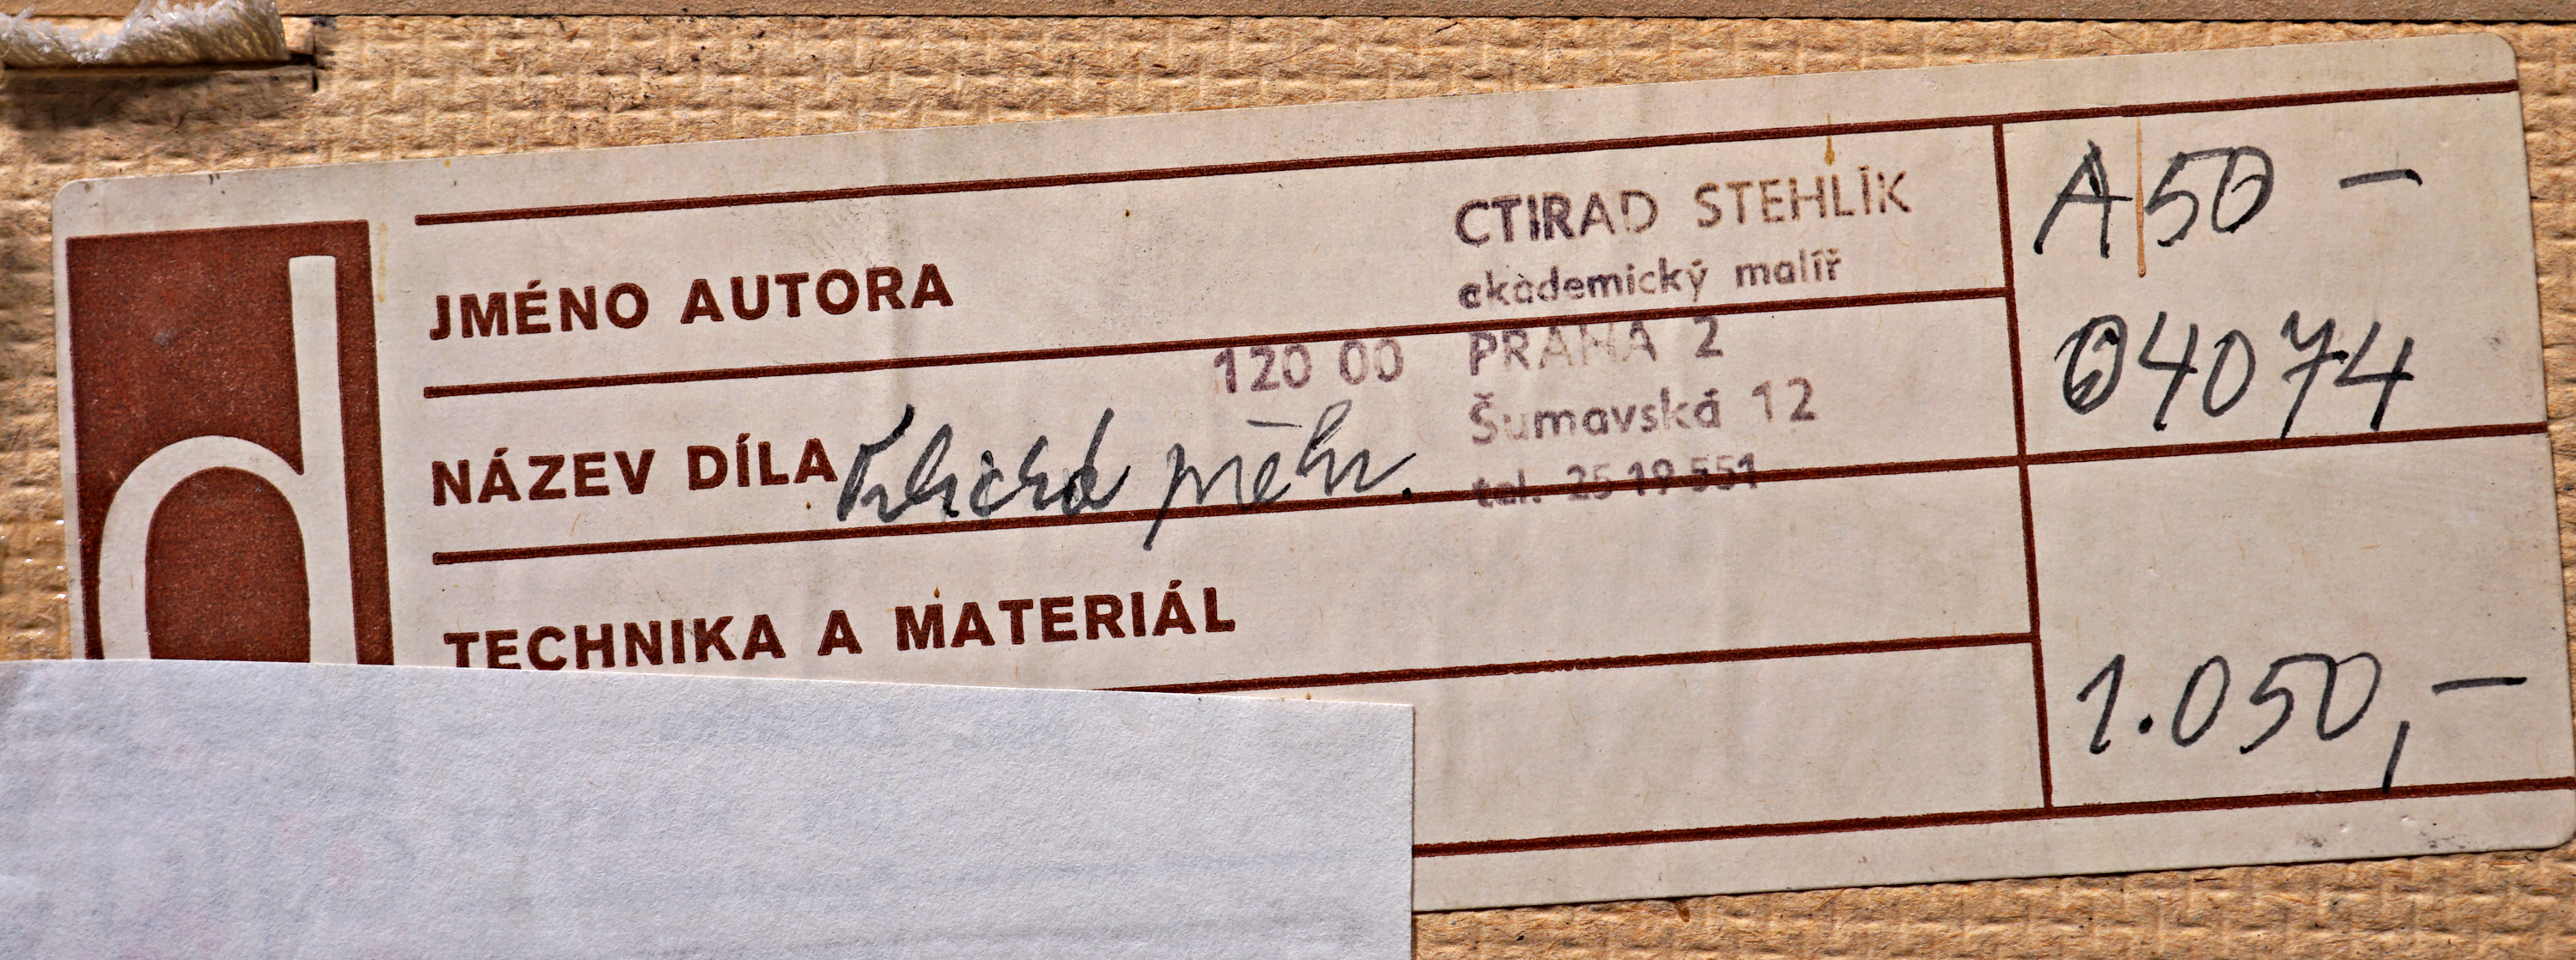 d
JMÉNO AUTORA
CTIRAD STEHLÍK
akademický malíř
120 00 PRAHA 2
Šumavská 12
tel. 25 19 551
NÁZEV DÍLA
TECHNIKA A MATERIÁL
A 50 –
04074
1.050,–